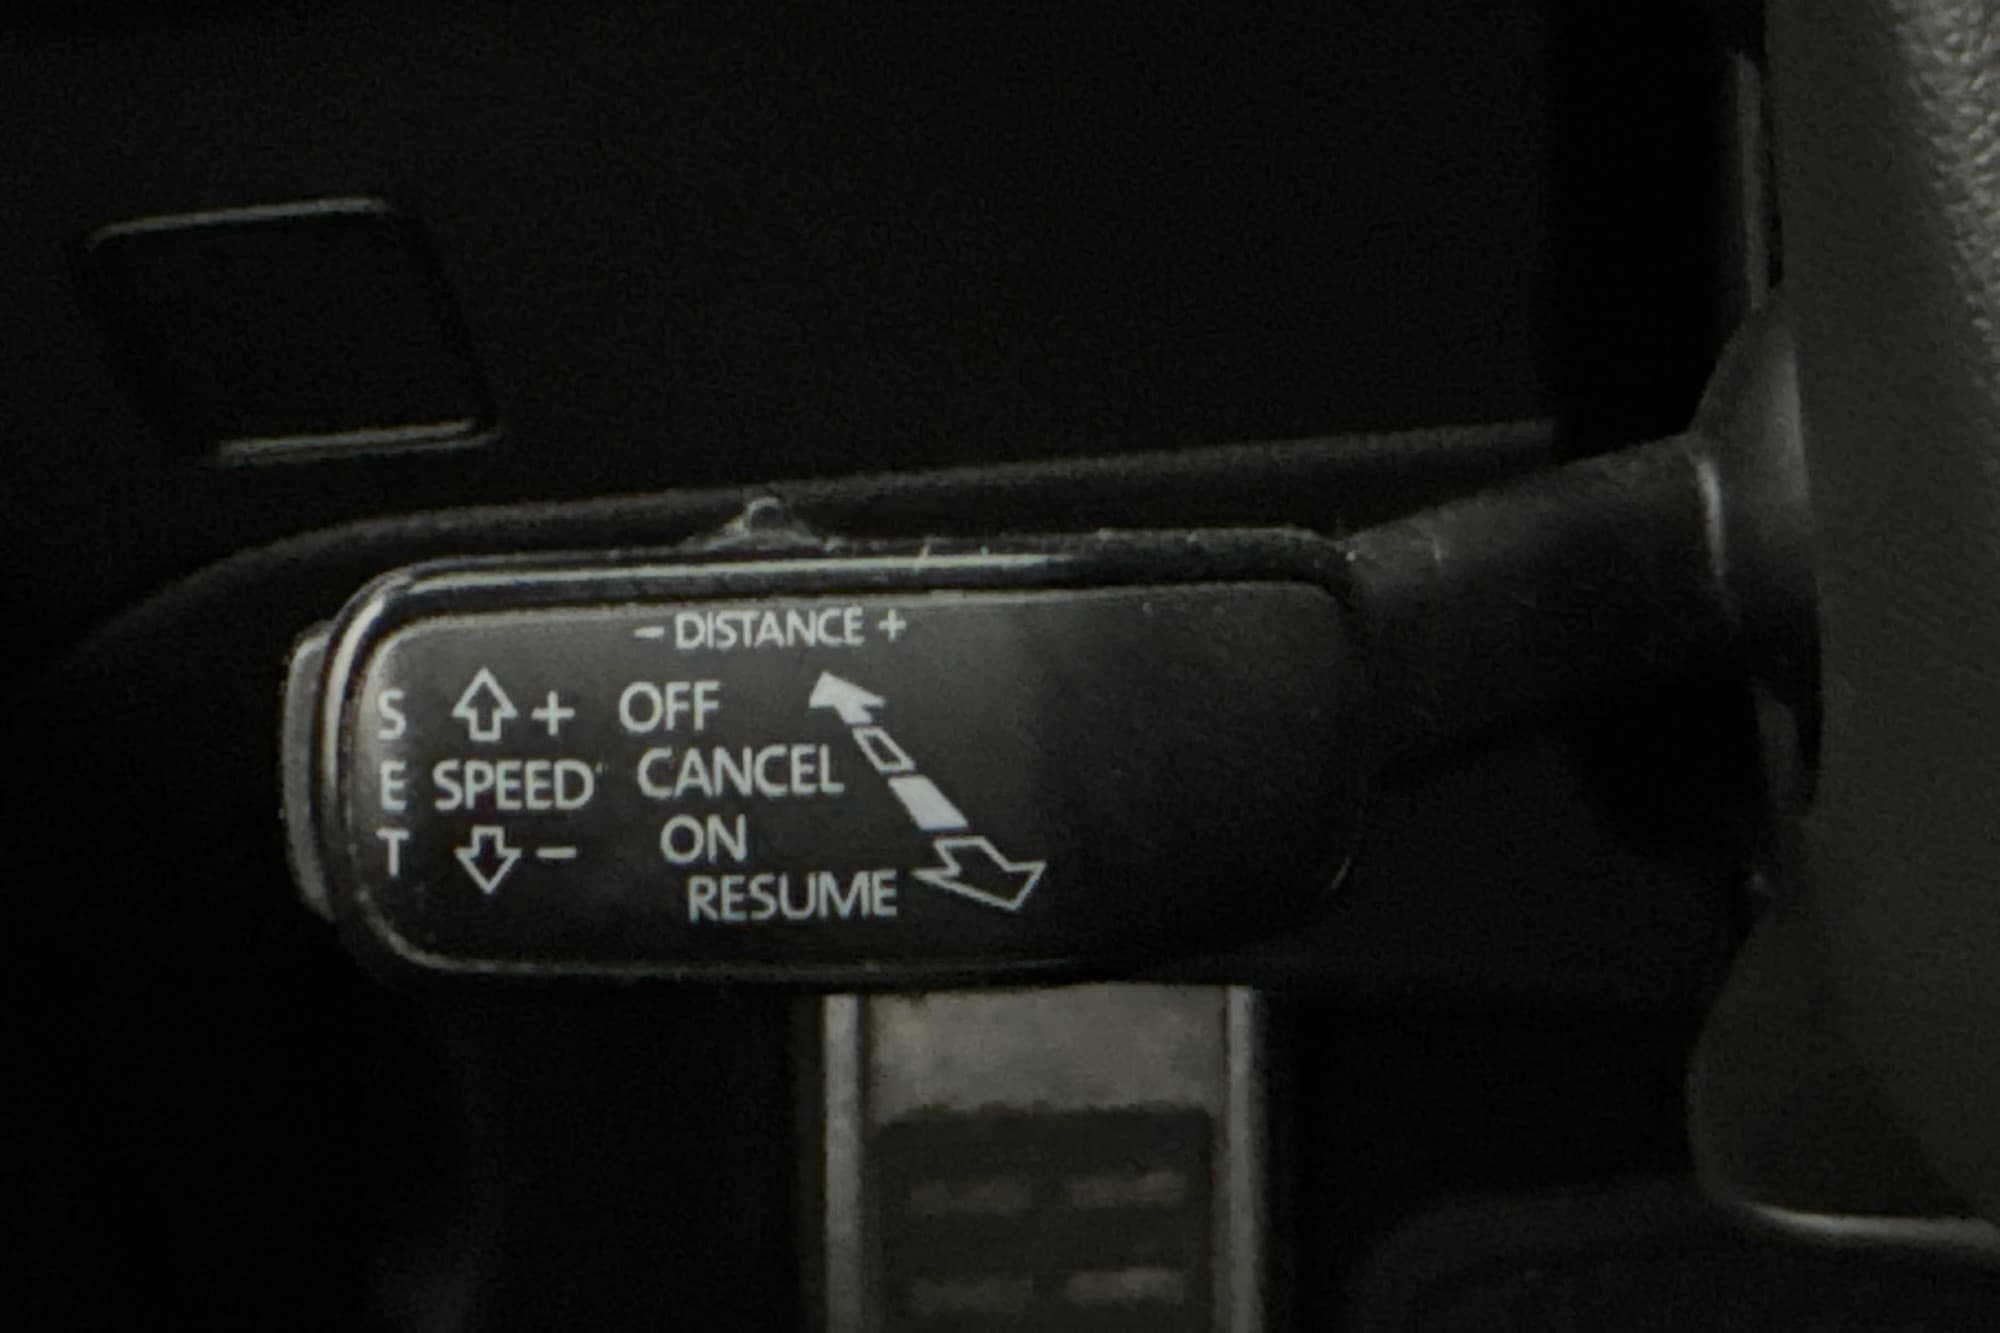 - DISTANCE +
S + OFF
E SPEED CANCEL
T - ON
RESUME